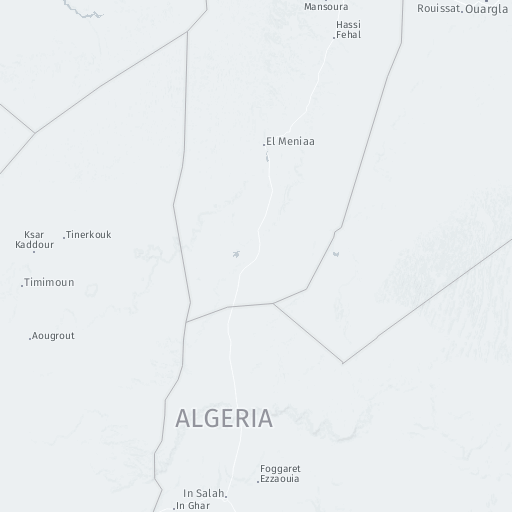 Mansoura
Rouissat
Ouargla
Hassi
Fehal
El Meniaa
Ksar
Kaddour
Tinerkouk
Timimoun
Aougrout
ALGERIA
Foggaret
Ezzaouia
In Salah
In Ghar